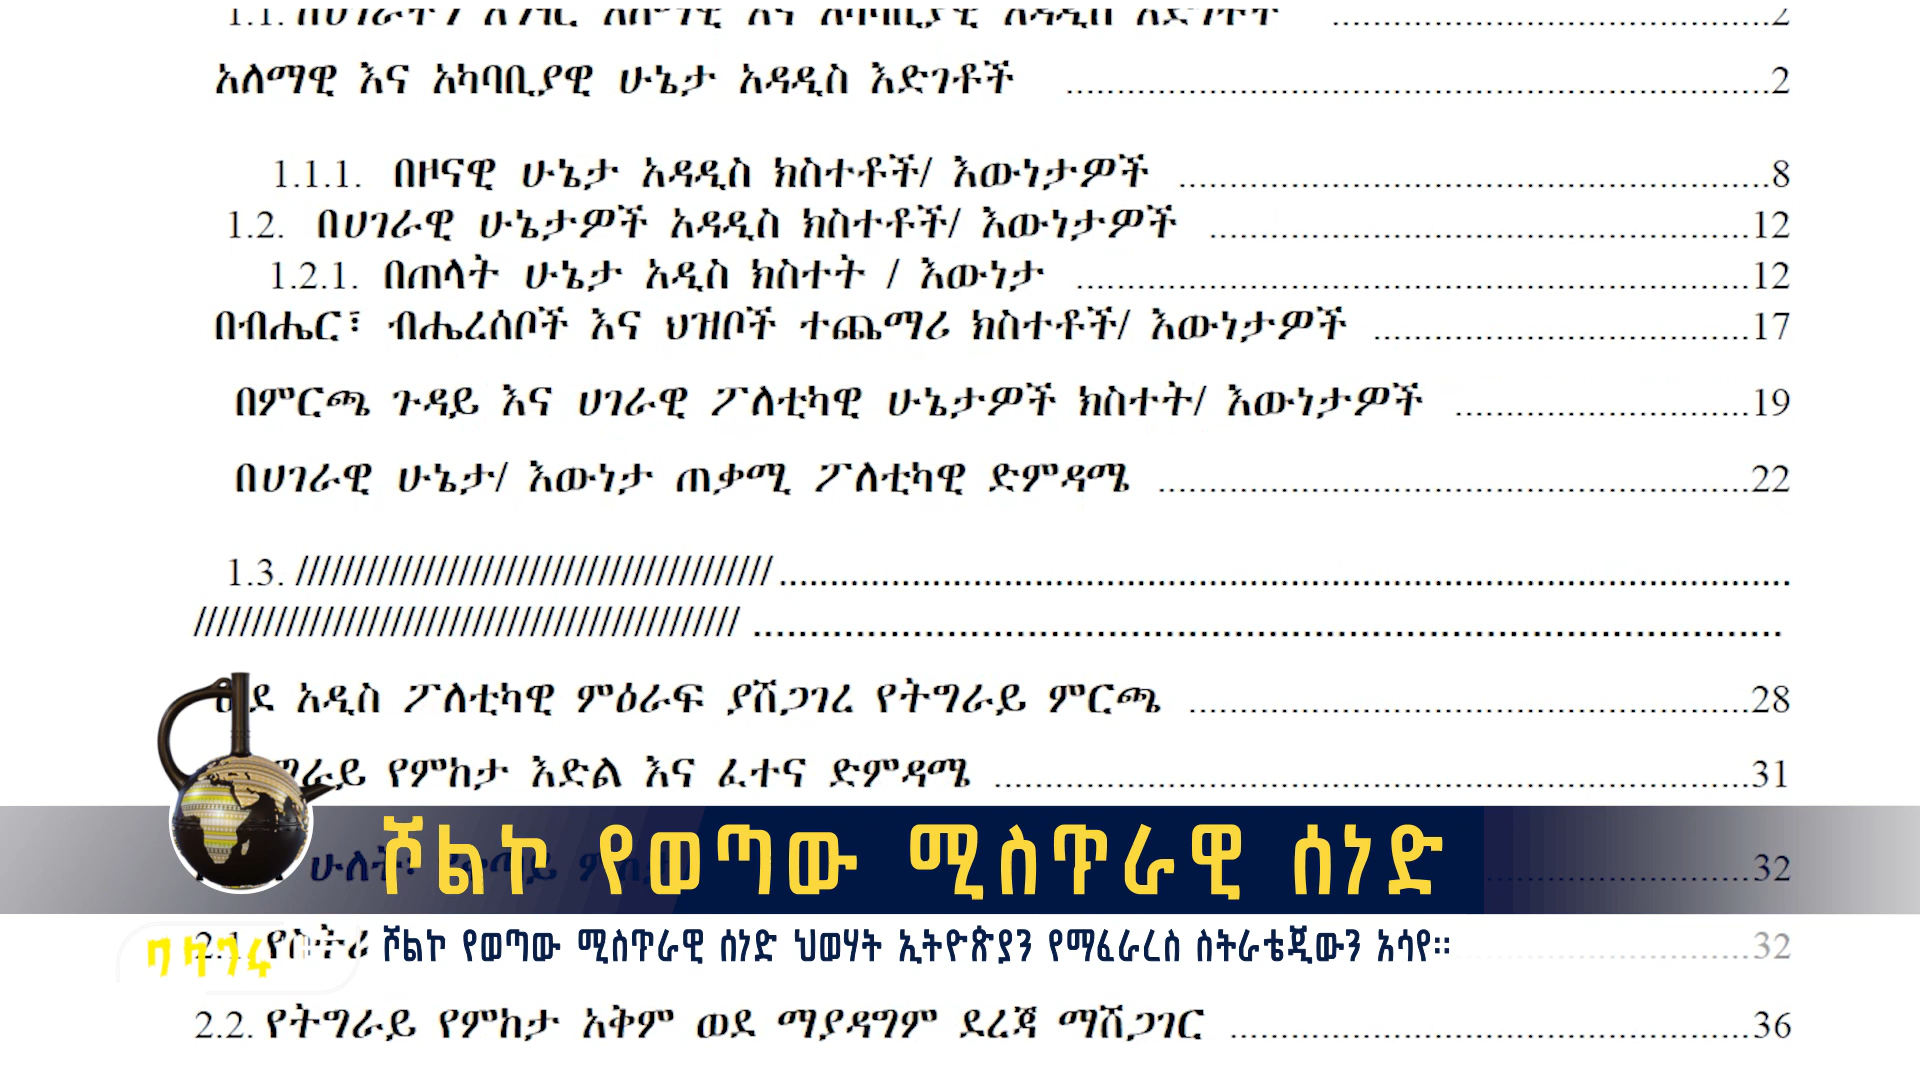 አለማዊ እና አካባቢያዊ ሁኔታ አዳዲስ እድገቶች ..........2
1.1.1. በዞናዊ ሁኔታ አዳዲስ ክስተቶች/ እውነታዎች ..........8
1.2. በሀገራዊ ሁኔታዎች አዳዲስ ክስተቶች/ እውነታዎች ..........12
1.2.1. በጠላት ሁኔታ አዲስ ክስተት / እውነታ ..........12
በብሔር፣ ብሔረሰቦች እና ህዝቦች ተጨማሪ ክስተቶች/ እውነታዎች ..........17
በምርጫ ጉዳይ እና ሀገራዊ ፖለቲካዊ ሁኔታዎች ክስተት/ እውነታዎች ..........19
በሀገራዊ ሁኔታ/ እውነታ ጠቃሚ ፖለቲካዊ ድምዳሜ ..........22
1.3. ///////////////////////////////////////// ..........
/////////////////////////////////////////////// ..........
አዲስ ፖለቲካዊ ምዕራፍ ያሸጋገረ የትግራይ ምርጫ ..........28
የምከታ እድል እና ፈተና ድምዳሜ ..........31
ሾልኮ የወጣው ሚስጥራዊ ሰነድ
32
2.1. ሾልኮ የወጣው ሚስጥራዊ ሰነድ ህወሃት ኢትዮጵያን የማፈራረስ ስትራቴጂውን አሳየ። 32
2.2. የትግራይ የምከታ አቅም ወደ ማያዳግም ደረጃ ማሸጋገር ..........36